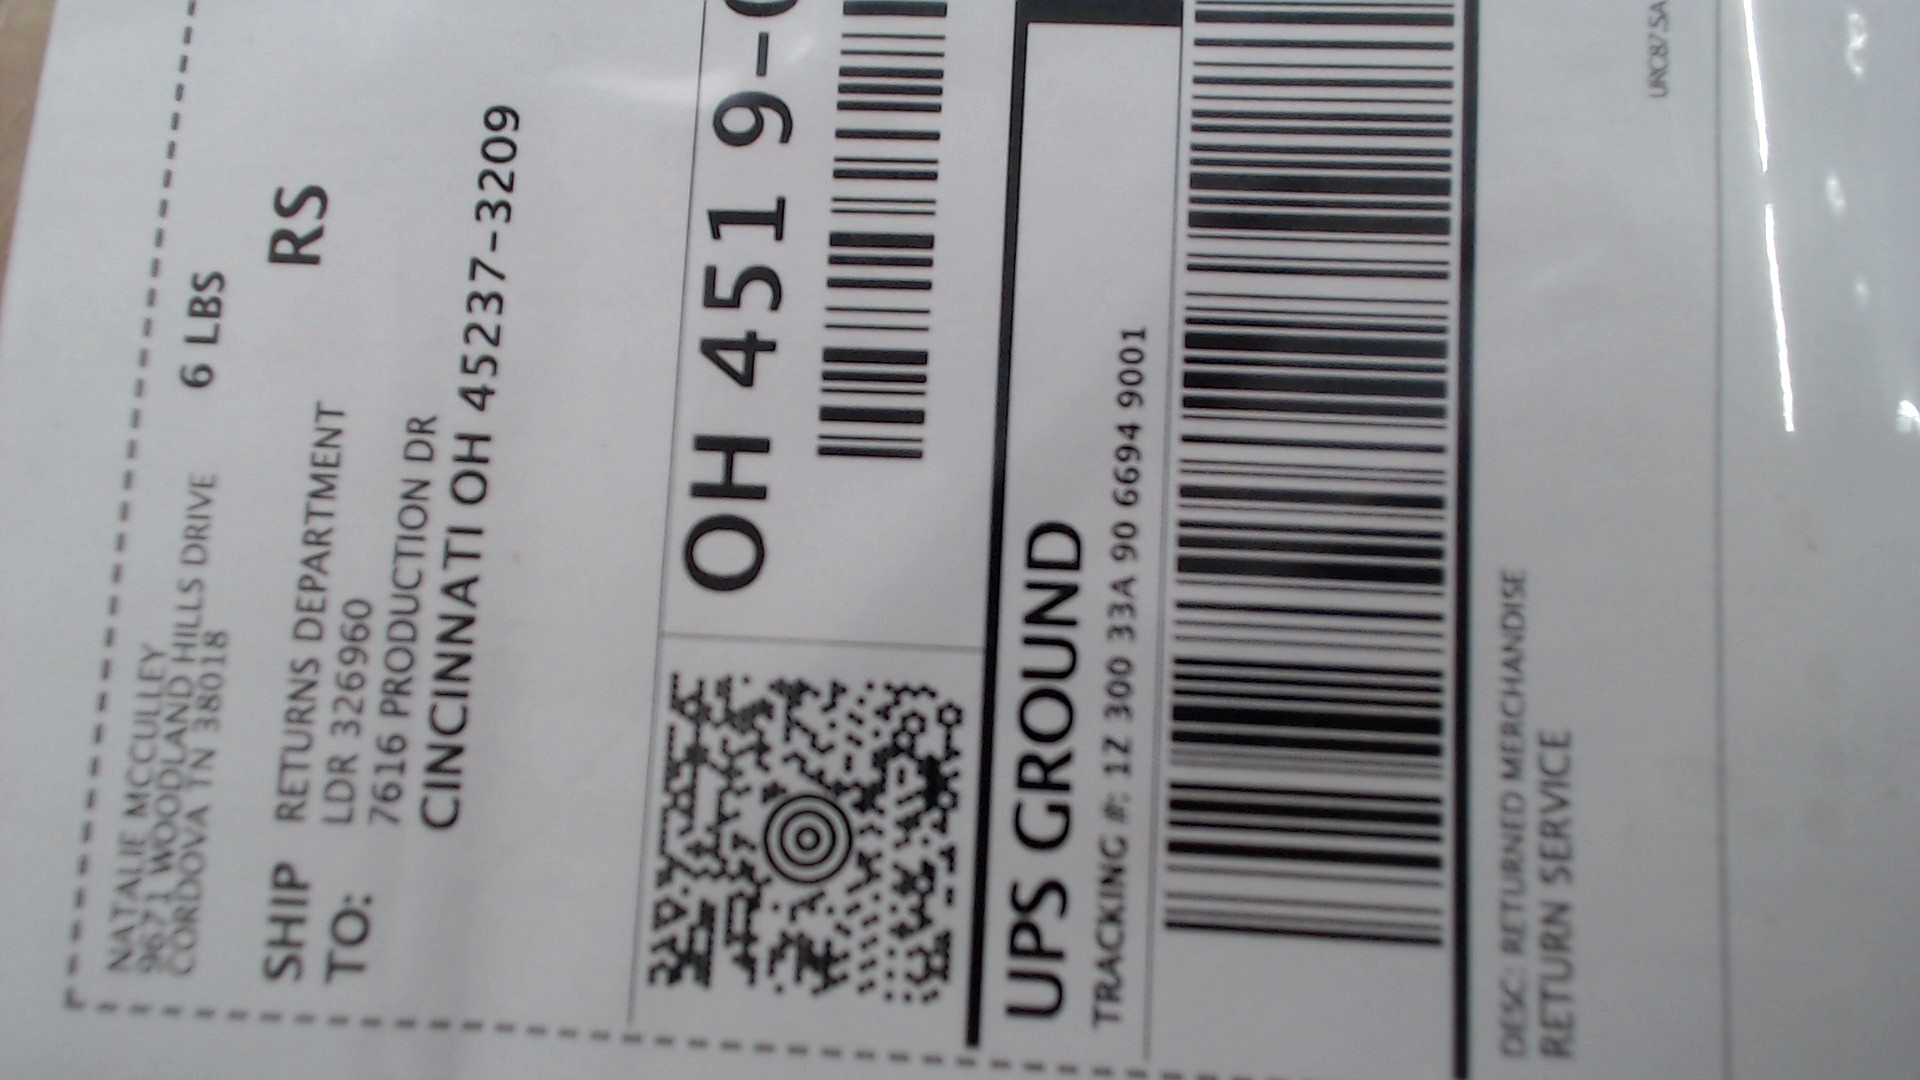 NATALIE MCCULLEY
9671 WOODLAND HILLS DRIVE
CORDOVA TN 38018
6 LBS
RS
SHIP TO:
RETURNS DEPARTMENT
LDR 326960
7616 PRODUCTION DR
CINCINNATI OH 45237-3209
OH 451 9-0
UPS GROUND
TRACKING #: 1Z 300 33A 90 6694 9001
DESC: RETURNED MERCHANDISE
RETURN SERVICE